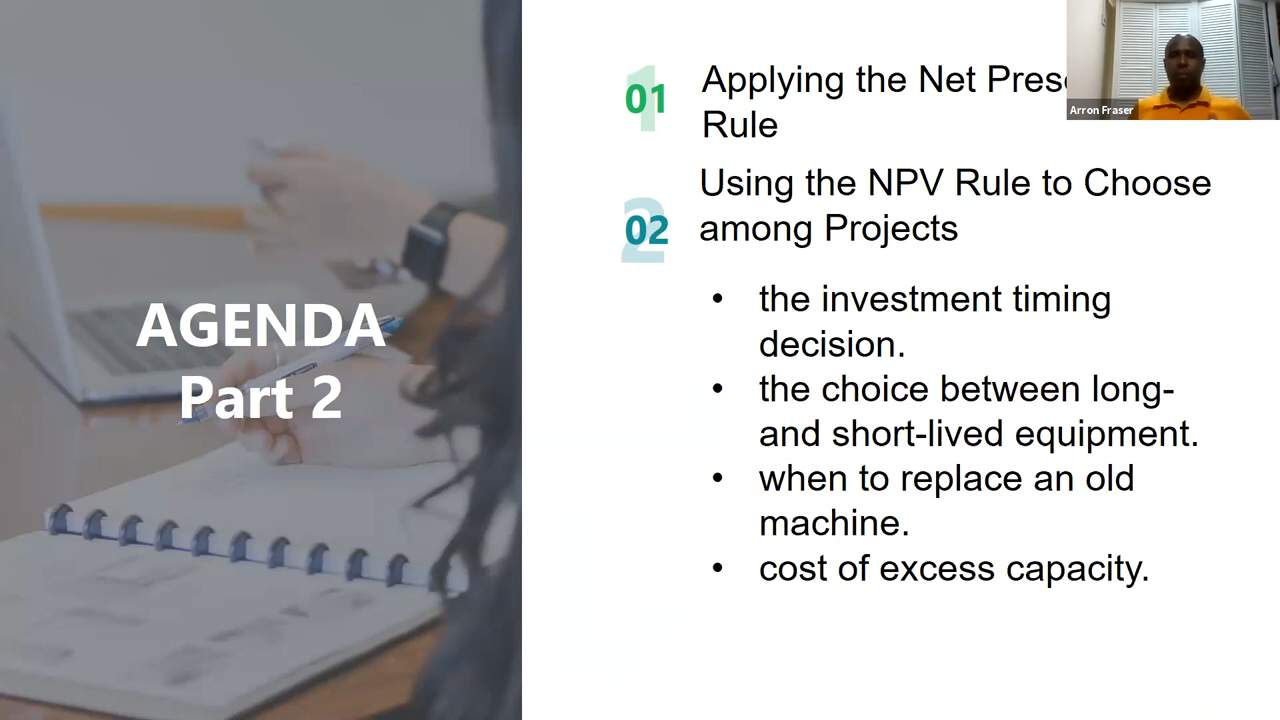 AGENDA
Part 2
01
Applying the Net
Rule
02
Using the NPV Rule to Choose
among Projects
• the investment timing
decision.
• the choice between long-
and short-lived equipment.
• when to replace an old
machine.
• cost of excess capacity.
Arron Fraser